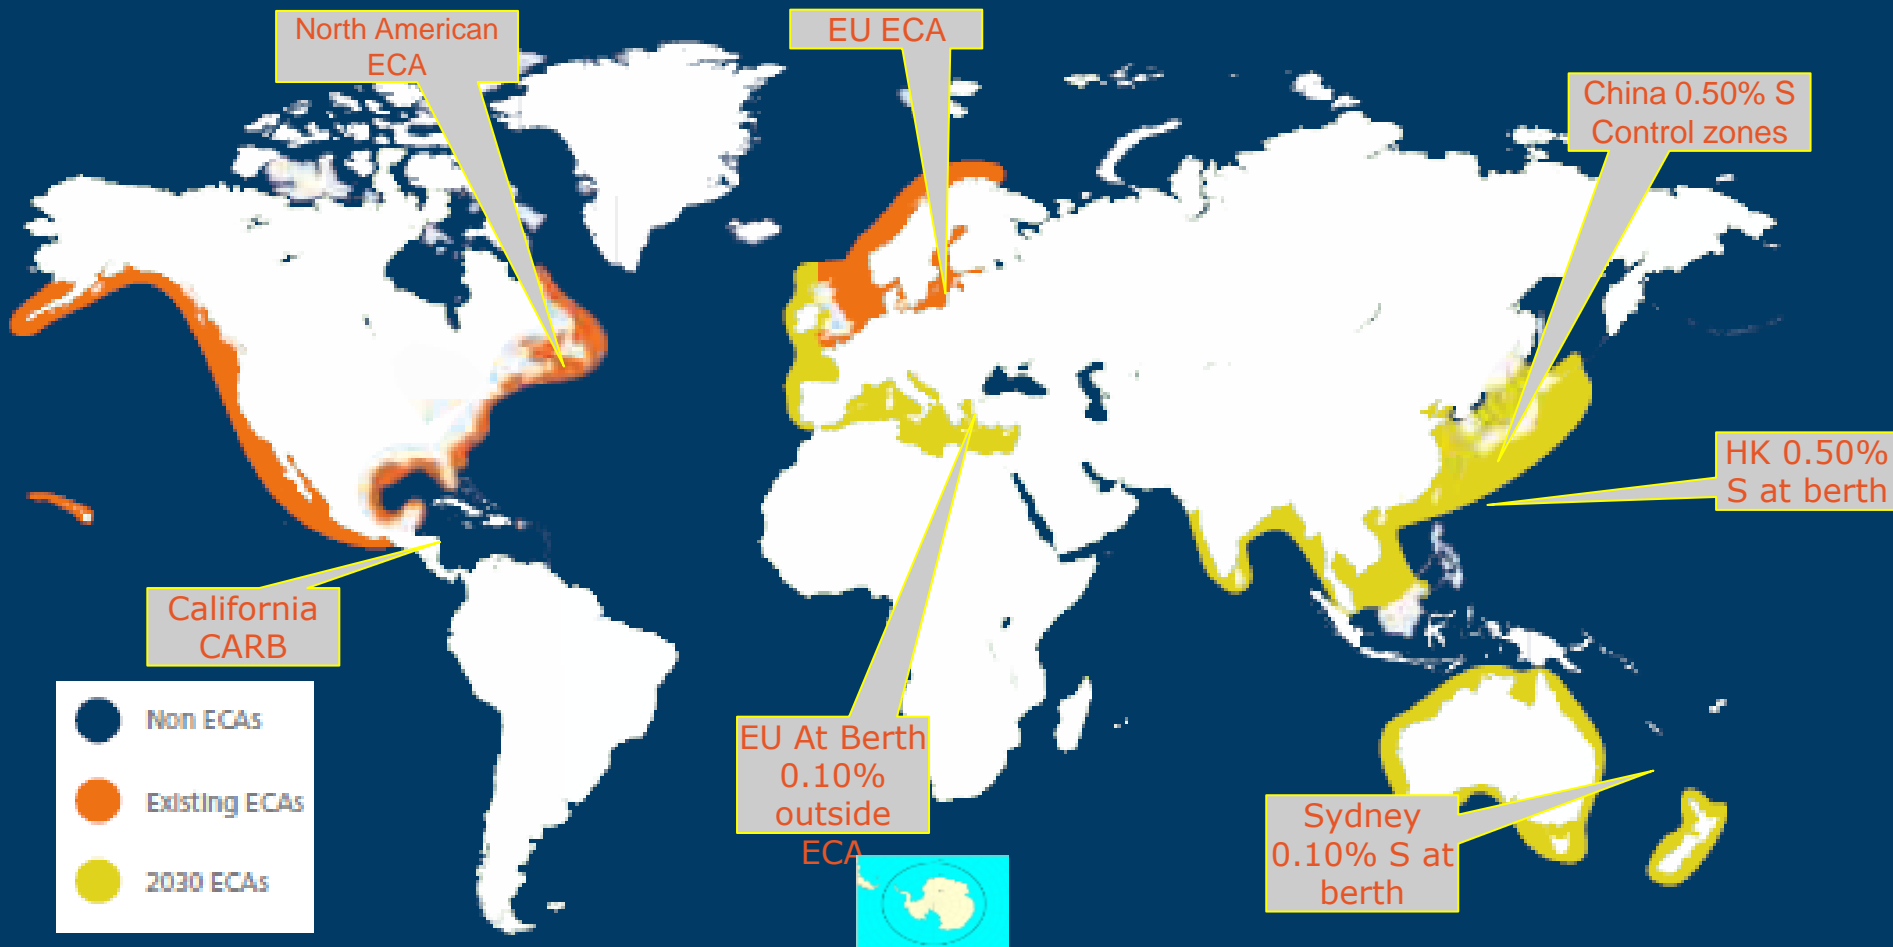 North American
ECA
EU ECA
China 0.50% S
Control zones
HK 0.50%
S at berth
California
CARB
Non ECAs
Existing ECAs
2030 ECAs
EU At Berth
0.10%
outside
ECA
Sydney
0.10% S at
berth